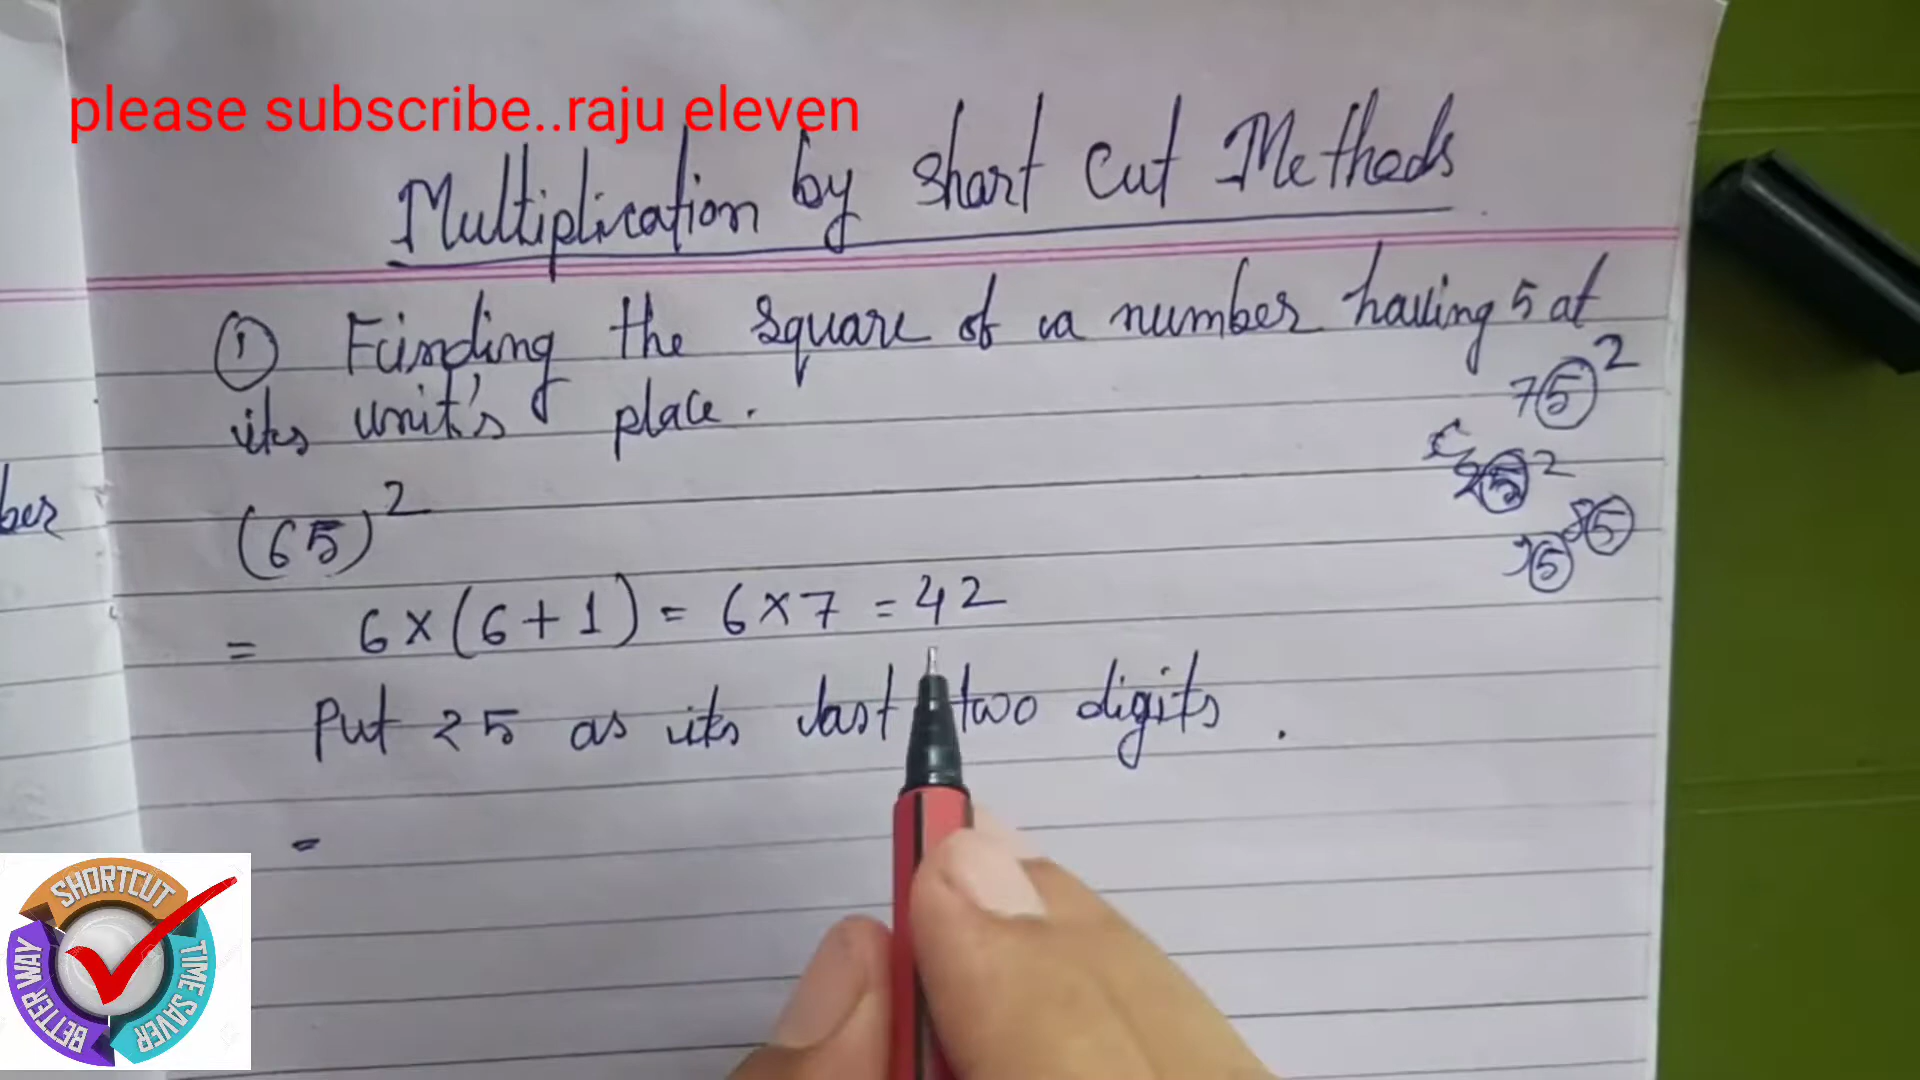 please subscribe..raju eleven
Multiplication by Short Cut Methods
① Finding the square of a number having 5 at
its unit's place.
75²
25²
85
95
ber
(65)²
= 6×(6+1) = 6×7 = 42
Put 25 as its last two digits.
=
SHORTCUT
BETTER WAY
TIME SAVER